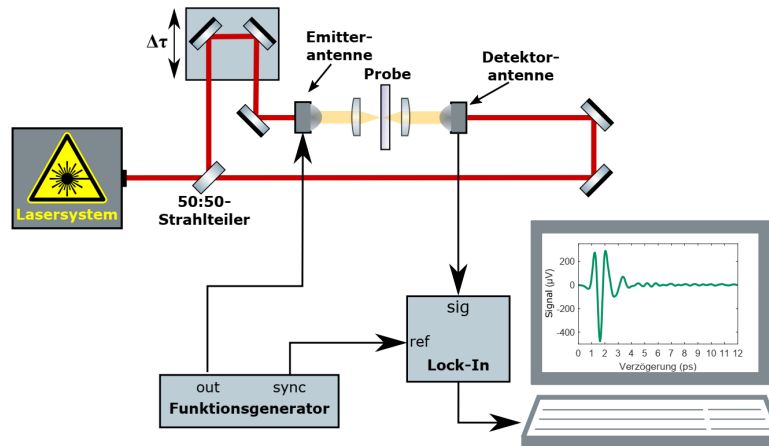 Δτ
Emitter-
antenne
Probe
Detektor-
antenne
Lasersystem
50:50-
Strahlteiler
sig
ref
Lock-In
out
sync
Funktionsgenerator
Signal (µV)
200
0
-200
-400
0 1 2 3 4 5 6 7 8 9 10 11 12
Verzögerung (ps)